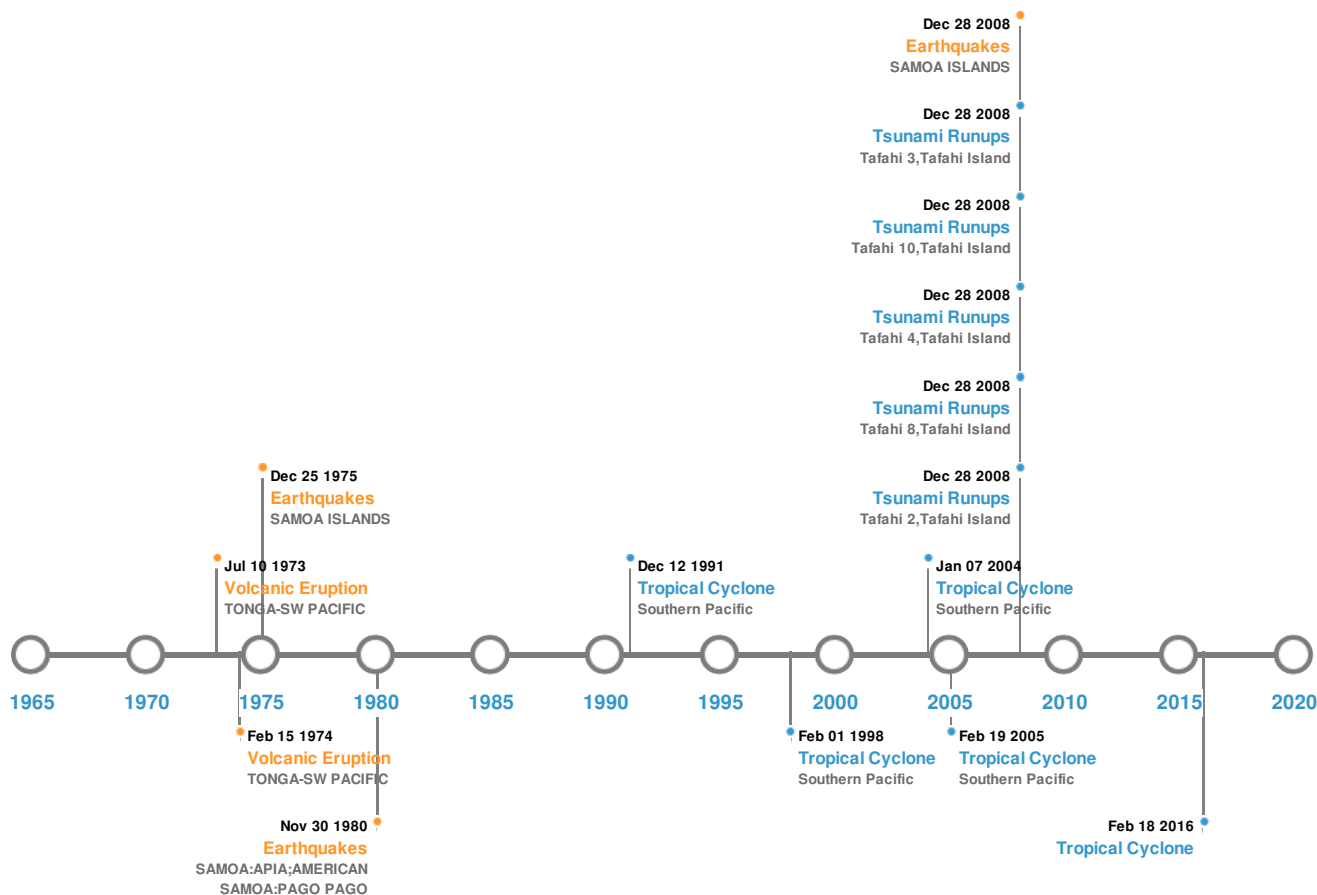 Dec 28 2008
Earthquakes
SAMOA ISLANDS
Dec 28 2008
Tsunami Runups
Tafahi 3,Tafahi Island
Dec 28 2008
Tsunami Runups
Tafahi 10,Tafahi Island
Dec 28 2008
Tsunami Runups
Tafahi 4,Tafahi Island
Dec 28 2008
Tsunami Runups
Tafahi 8,Tafahi Island
Dec 28 2008
Tsunami Runups
Tafahi 2,Tafahi Island
Dec 25 1975
Earthquakes
SAMOA ISLANDS
Jul 10 1973
Volcanic Eruption
TONGA-SW PACIFIC
Dec 12 1991
Tropical Cyclone
Southern Pacific
Jan 07 2004
Tropical Cyclone
Southern Pacific
1965 1970 1975 1980 1985 1990 1995 2000 2005 2010 2015 2020
Feb 15 1974
Volcanic Eruption
TONGA-SW PACIFIC
Feb 01 1998
Tropical Cyclone
Southern Pacific
Feb 19 2005
Tropical Cyclone
Southern Pacific
Nov 30 1980
Earthquakes
SAMOA:APIA;AMERICAN
SAMOA:PAGO PAGO
Feb 18 2016
Tropical Cyclone